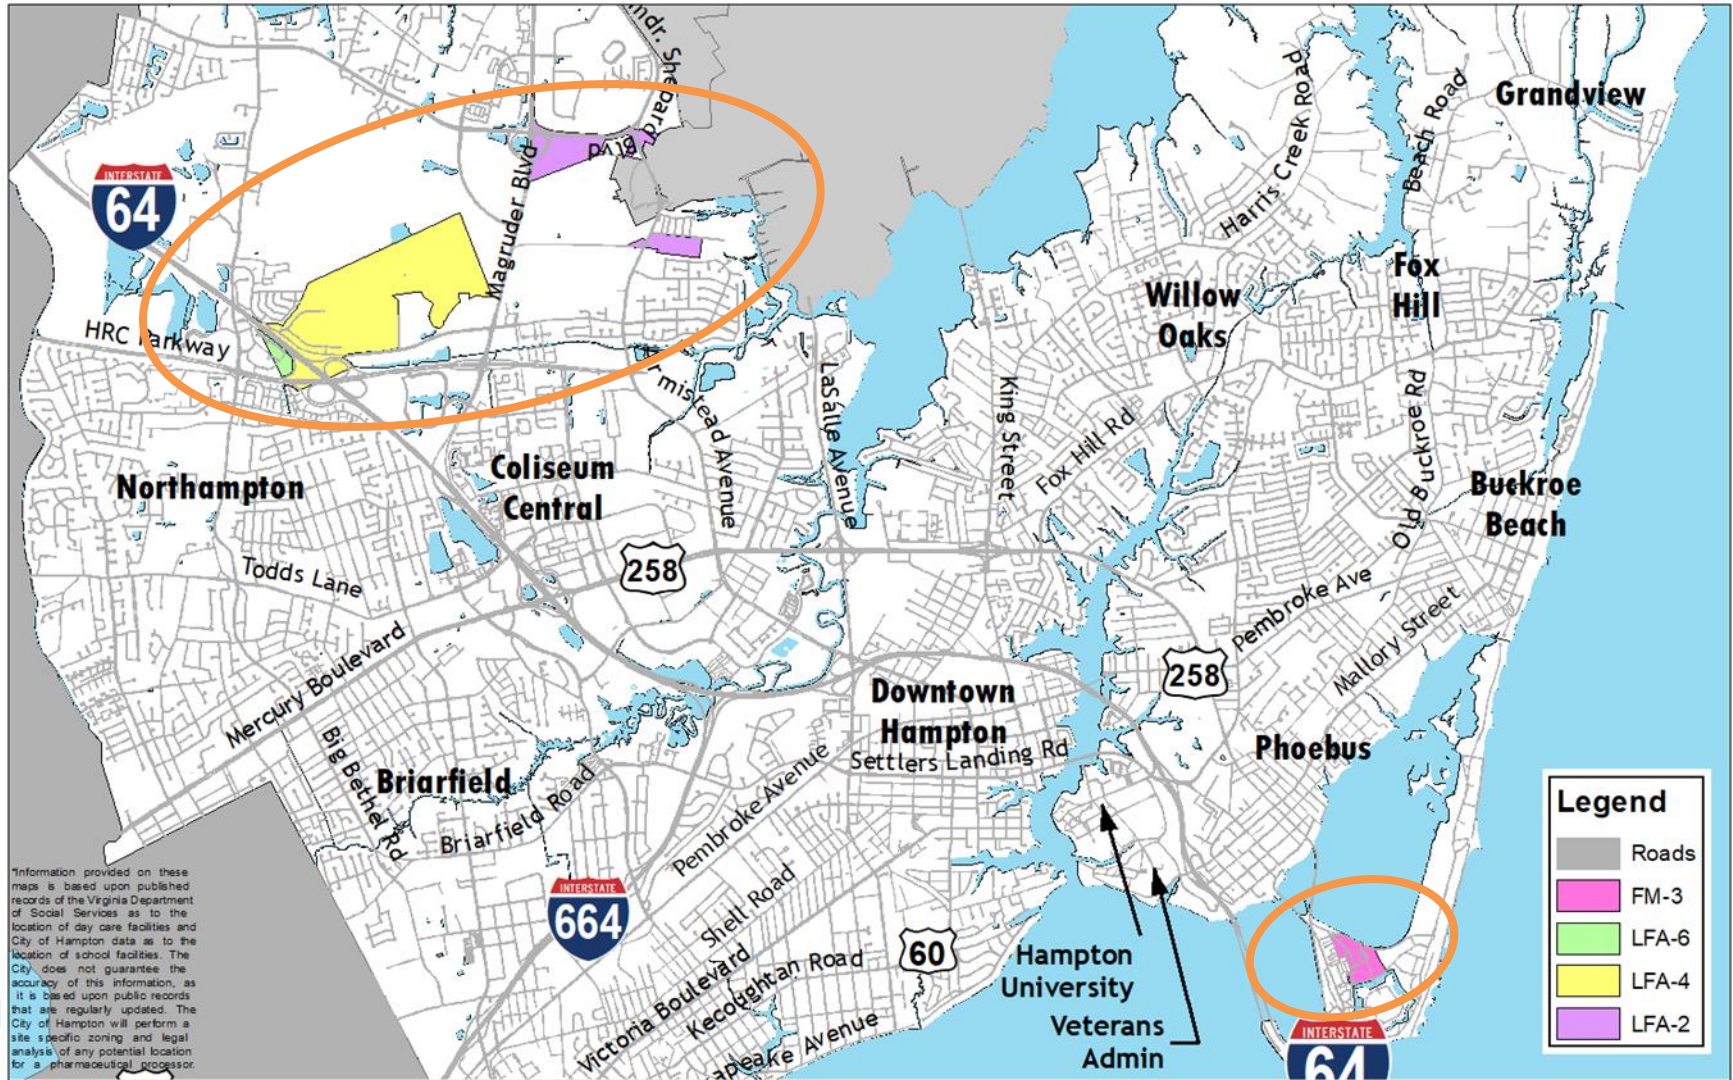 mdr. Shepard
Blvd
Grandview
INTERSTATE
64
Magruder Blvd
Harris Creek Road
Beach Road
Fox
Hill
Willow
Oaks
HRC Parkway
Armistead Avenue
LaSalle Avenue
King Street
Fox Hill Rd
Old Buckroe Rd
Northampton
Coliseum
Central
Buckroe
Beach
Todds Lane
258
Pembroke Ave
Mallory Street
Mercury Boulevard
258
Downtown
Hampton
Settlers Landing Rd
Phoebus
Big Bethel Rd
Briarfield
Briarfield Road
Pembroke Avenue
Shell Road
INTERSTATE
664
Victoria Boulevard
Kecoughtan Road
60
apeake Avenue
Hampton
University
Veterans
Admin
INTERSTATE
64
Legend
Roads
FM-3
LFA-6
LFA-4
LFA-2
*Information provided on these
maps is based upon published
records of the Virginia Department
of Social Services as to the
location of day care facilities and
City of Hampton data as to the
location of school facilities. The
City does not guarantee the
accuracy of this information, as
it is based upon public records
that are regularly updated. The
City of Hampton will perform a
site specific zoning and legal
analysis of any potential location
for a pharmaceutical processor.